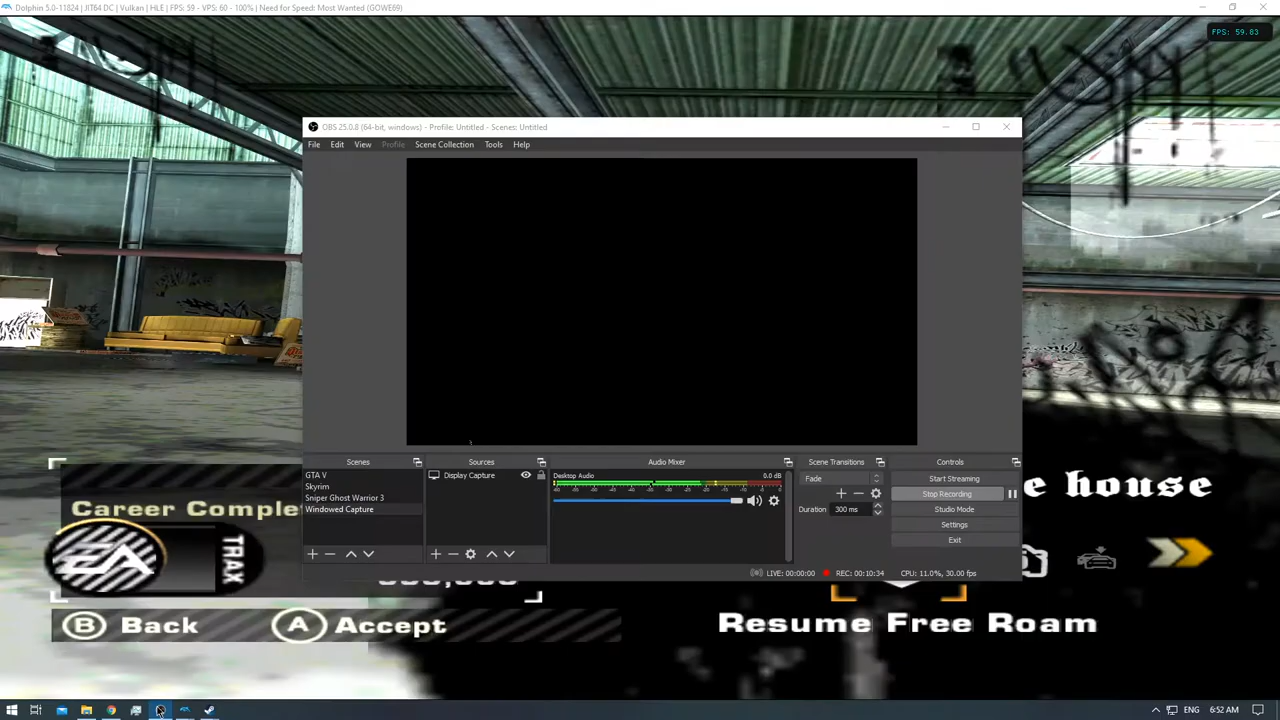 Dolphin 5.0-11824 | JIT64 DC | Vulkan | HLE | FPS: 59 - VPS: 60 - 100% | Need for Speed: Most Wanted (GOWE69)
FPS: 59.83
OBS 25.0.8 (64-bit, windows) - Profile: Untitled - Scenes: Untitled
File Edit View Profile Scene Collection Tools Help
Scenes
Sources
Audio Mixer
Scene Transitions
Controls
GTA V
Skyrim
Sniper Ghost Warrior 3
Windowed Capture
Display Capture
Desktop Audio
0.0 dB
Fade
Duration 300 ms
Start Streaming
Stop Recording
Studio Mode
Settings
Exit
LIVE: 00:00:00
REC: 00:10:34
CPU: 11.0%, 30.00 fps
Career Comple
e house
EA
TRAX
B Back A Accept
Resume Free Roam
ENG 6:52 AM